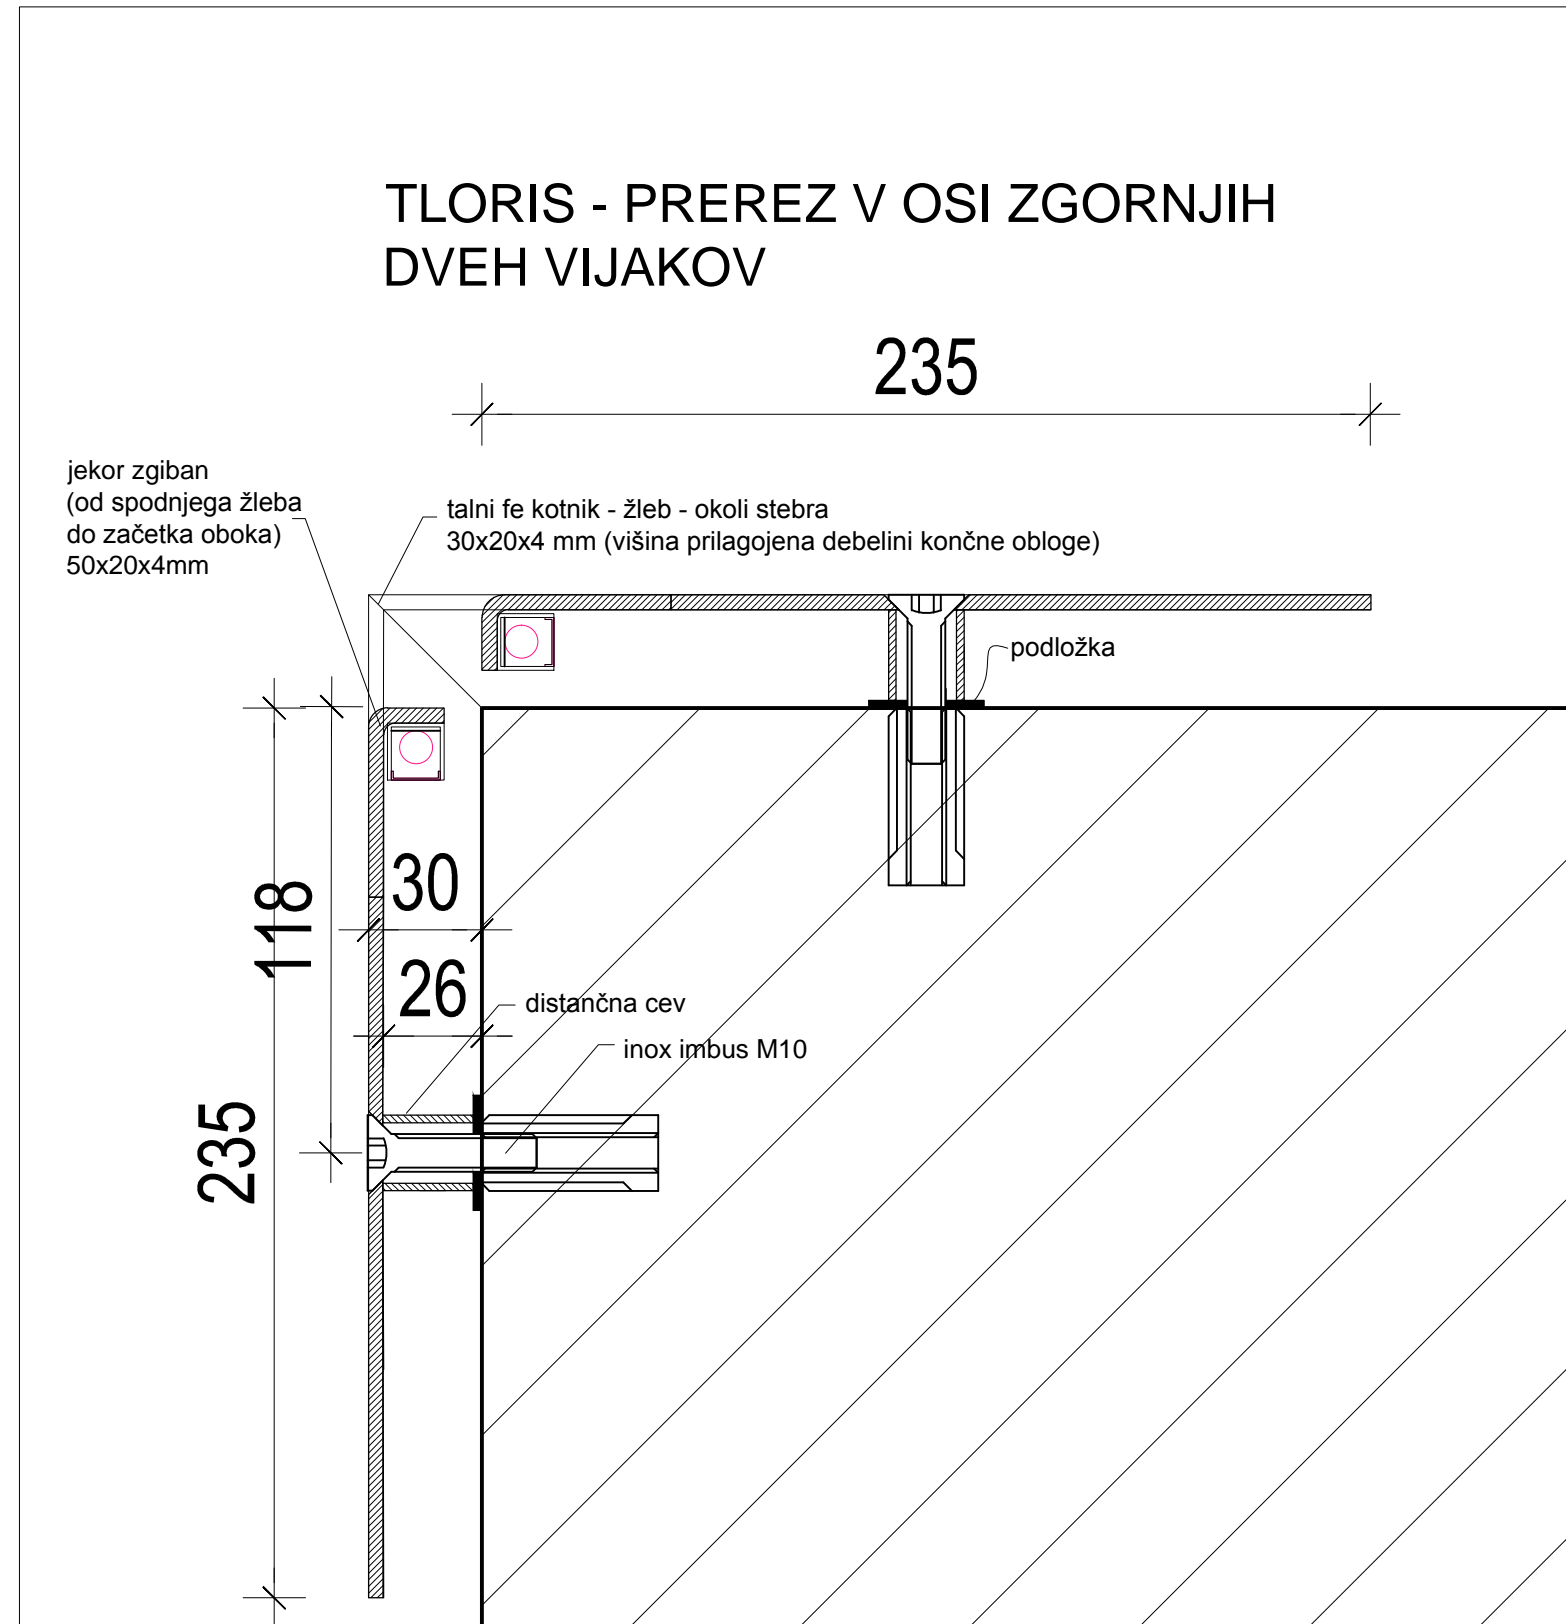 TLORIS - PREREZ V OSI ZGORNJIH
DVEH VIJAKOV
235
jekor zgiban
(od spodnjega žleba
do začetka oboka)
50x20x4mm
talni fe kotnik - žleb - okoli stebra
30x20x4 mm (višina prilagojena debelini končne obloge)
podložka
118
30
26
distančna cev
inox imbus M10
235